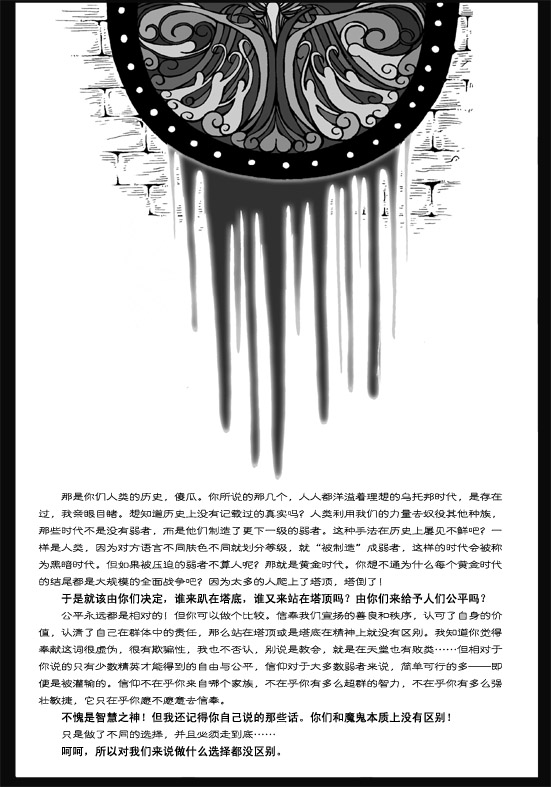 那是你们人类的历史，傻瓜。你所说的那几个，人人都洋溢着理想的乌托邦时代，是存在
过，我亲眼目睹。想知道历史上没有记载过的真实吗？人类利用我们的力量去奴役其他种族，
那些时代不是没有弱者，而是他们制造了更下一级的弱者。这种手法在历史上屡见不鲜吧？一
样是人类，因为对方语言不同肤色不同就划分等级，就“被制造”成弱者，这样的时代会被称
为黑暗时代。但如果被压迫的弱者不算人呢？那就是黄金时代。你想不通为什么每个黄金时代
的结尾都是大规模的全面战争吧？因为太多的人爬上了塔顶，塔倒了！
于是就该由你们决定，谁来趴在塔底，谁又来站在塔顶吗？由你们来给予人们公平吗？
公平永远都是相对的！但你可以做个比较。信奉我们宣扬的善良和秩序，认可了自身的价
值，认清了自己在群体中的责任，那么站在塔顶或是塔底在精神上就没有区别。我知道你觉得
奉献这词很虚伪，很有欺骗性，我也不否认，别说是教会，就是在天堂也有败类……但相对于
你说的只有少数精英才能得到的自由与公平，信仰对于大多数弱者来说，简单可行的多——即
便是被灌输的。信仰不在乎你来自哪个家族，不在乎你有多么超群的智力，不在乎你有多么强
壮敏捷，它只在乎你愿不愿意去信奉。
不愧是智慧之神！但我还记得你自己说的那些话。你们和魔鬼本质上没有区别！
只是做了不同的选择，并且必须走到底……
呵呵，所以对我们来说做什么选择都没区别。